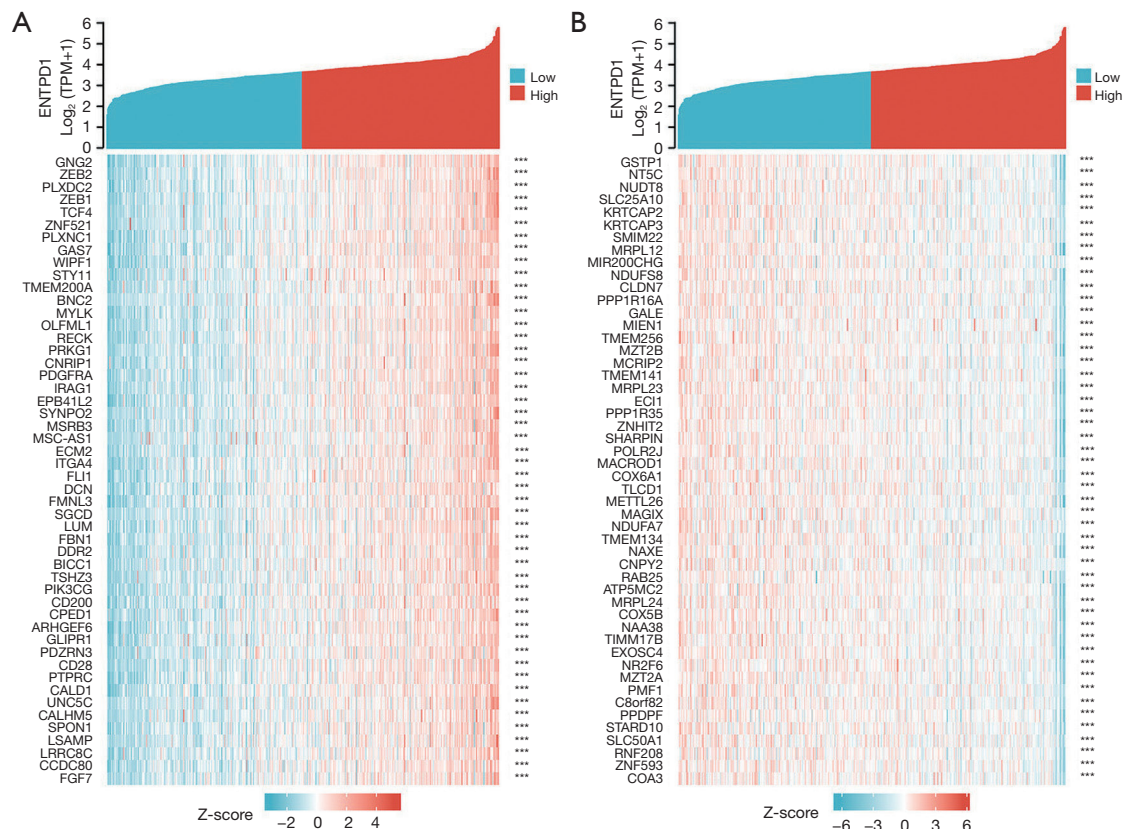 A
6
5
4
3
2
1
0
ENTPD1
Log₂ (TPM+1)
Low
High
GNG2 ***
ZEB2 ***
PLXDC2 ***
ZEB1 ***
TCF4 ***
ZNF521 ***
PLXNC1 ***
GAS7 ***
WIPF1 ***
STY11 ***
TMEM200A ***
BNC2 ***
MYLK ***
OLFML1 ***
RECK ***
PRKG1 ***
CNRIP1 ***
PDGFRA ***
IRAG1 ***
EPB41L2 ***
SYNPO2 ***
MSRB3 ***
MSC-AS1 ***
ECM2 ***
ITGA4 ***
FLI1 ***
DCN ***
FMNL3 ***
SGCD ***
LUM ***
FBN1 ***
DDR2 ***
BICC1 ***
TSHZ3 ***
PIK3CG ***
CD200 ***
CPED1 ***
ARHGEF6 ***
GLIPR1 ***
PDZRN3 ***
CD28 ***
PTPRC ***
CALD1 ***
UNC5C ***
CALHM5 ***
SPON1 ***
LSAMP ***
LRRC8C ***
CCDC80 ***
FGF7 ***
Z-score
−2 0 2 4
B
6
5
4
3
2
1
0
ENTPD1
Log₂ (TPM+1)
Low
High
GSTP1 ***
NT5C ***
NUDT8 ***
SLC25A10 ***
KRTCAP2 ***
KRTCAP3 ***
SMIM22 ***
MRPL12 ***
MIR200CHG ***
NDUFS8 ***
CLDN7 ***
PPP1R16A ***
GALE ***
MIEN1 ***
TMEM256 ***
MZT2B ***
MCRIP2 ***
TMEM141 ***
MRPL23 ***
ECI1 ***
PPP1R35 ***
ZNHIT2 ***
SHARPIN ***
POLR2J ***
MACROD1 ***
COX6A1 ***
TLCD1 ***
METTL26 ***
MAGIX ***
NDUFA7 ***
TMEM134 ***
NAXE ***
CNPY2 ***
RAB25 ***
ATP5MC2 ***
MRPL24 ***
COX5B ***
NAA38 ***
TIMM17B ***
EXOSC4 ***
NR2F6 ***
MZT2A ***
PMF1 ***
C8orf82 ***
PPDPF ***
STARD10 ***
SLC50A1 ***
RNF208 ***
ZNF593 ***
COA3 ***
Z-score
−6 −3 0 3 6